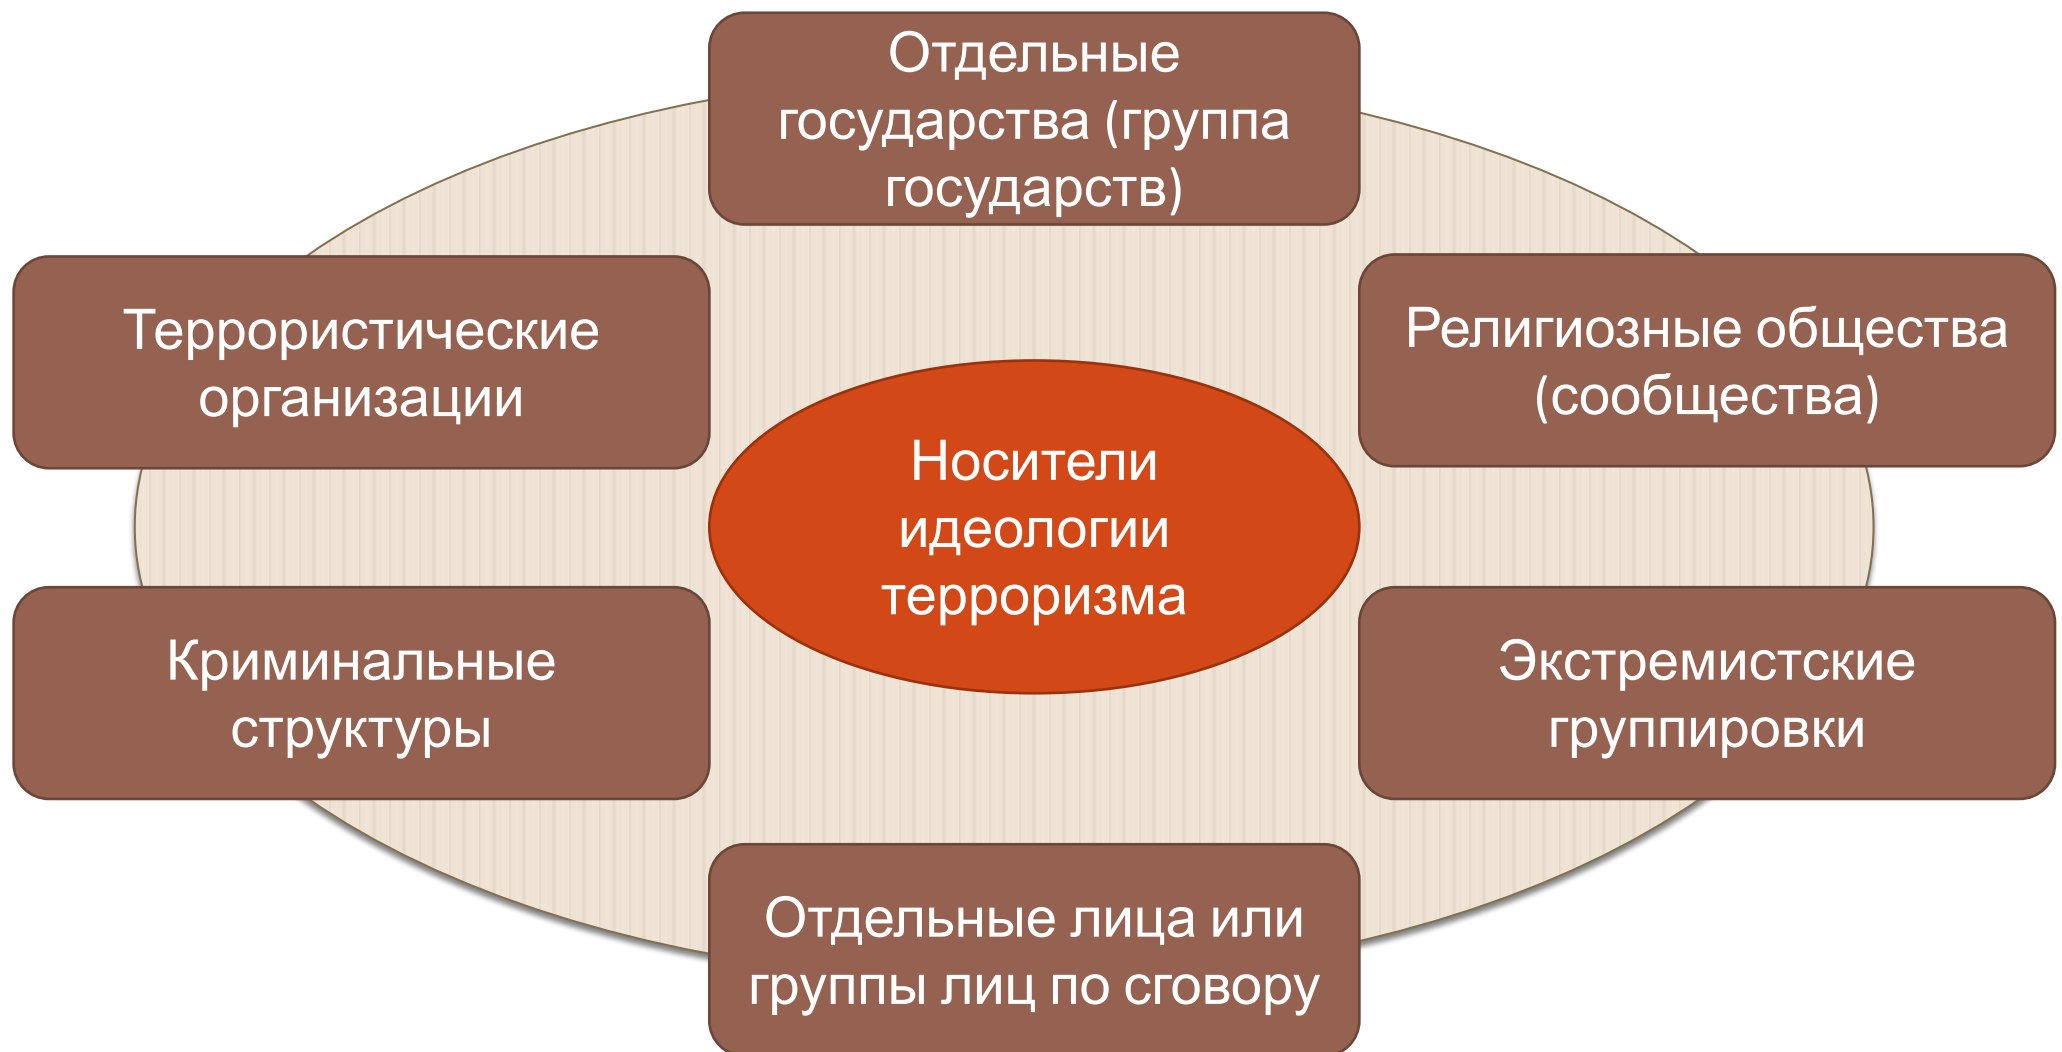 Отдельные
государства (группа
государств)
Террористические
организации
Религиозные общества
(сообщества)
Носители
идеологии
терроризма
Криминальные
структуры
Экстремистские
группировки
Отдельные лица или
группы лиц по сговору